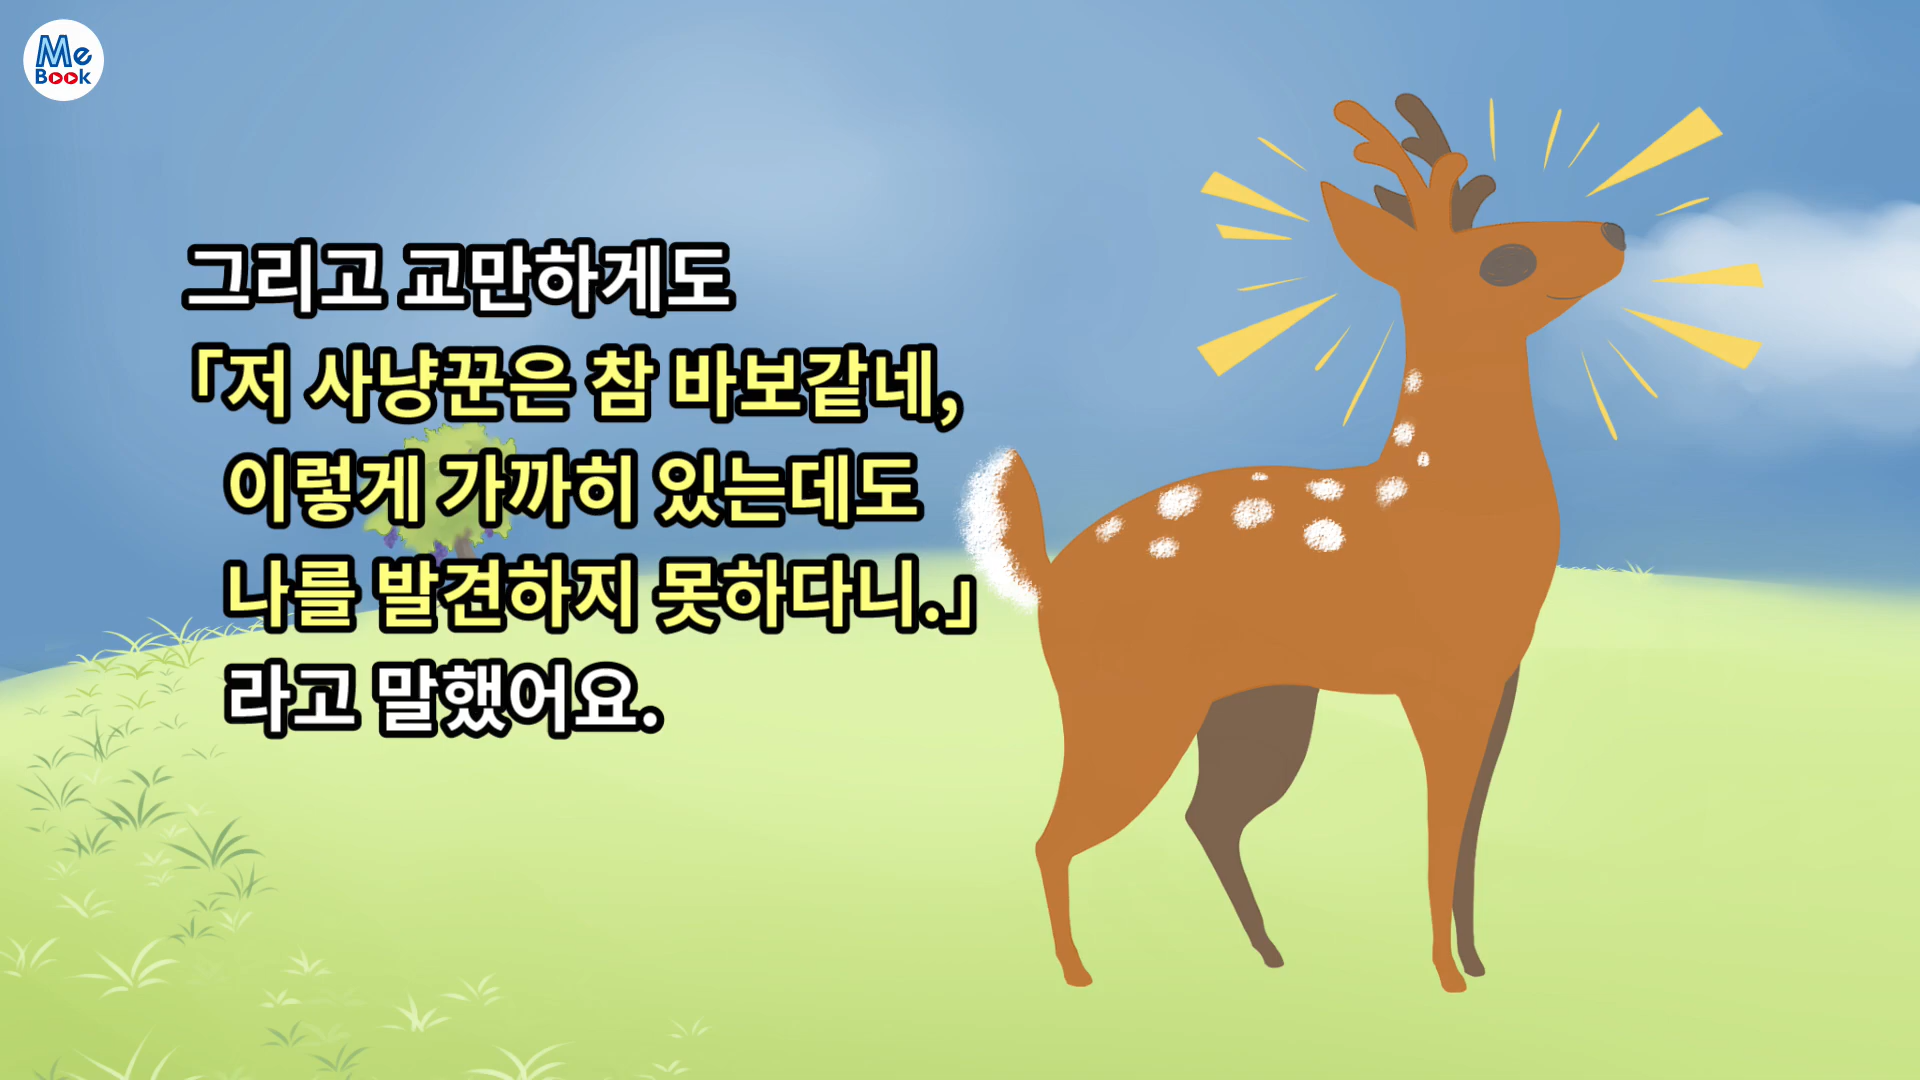 Me
Book
그리고 교만하게도
「저 사냥꾼은 참 바보같네,
이렇게 가까히 있는데도
나를 발견하지 못하다니.」
라고 말했어요.